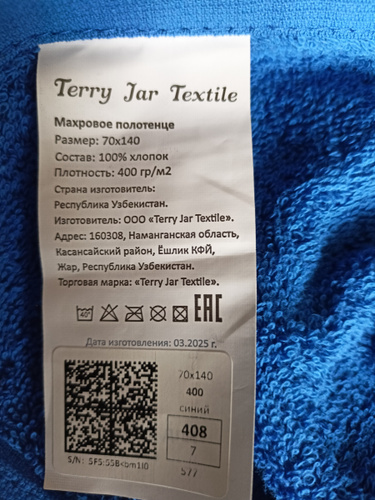 Terry Jar Textile
Махровое полотенце
Размер: 70х140
Состав: 100% хлопок
Плотность: 400 гр/м2
Страна изготовитель:
Республика Узбекистан.
Изготовитель: ООО «Terry Jar Textile».
Адрес: 160308, Наманганская область,
Касансайский район, Ёшлик КФЙ,
Жар, Республика Узбекистан.
Торговая марка: «Terry Jar Textile».
EAC
Дата изготовления: 03.2025 г.
70х140
400
синий
408
7
577
S/N: